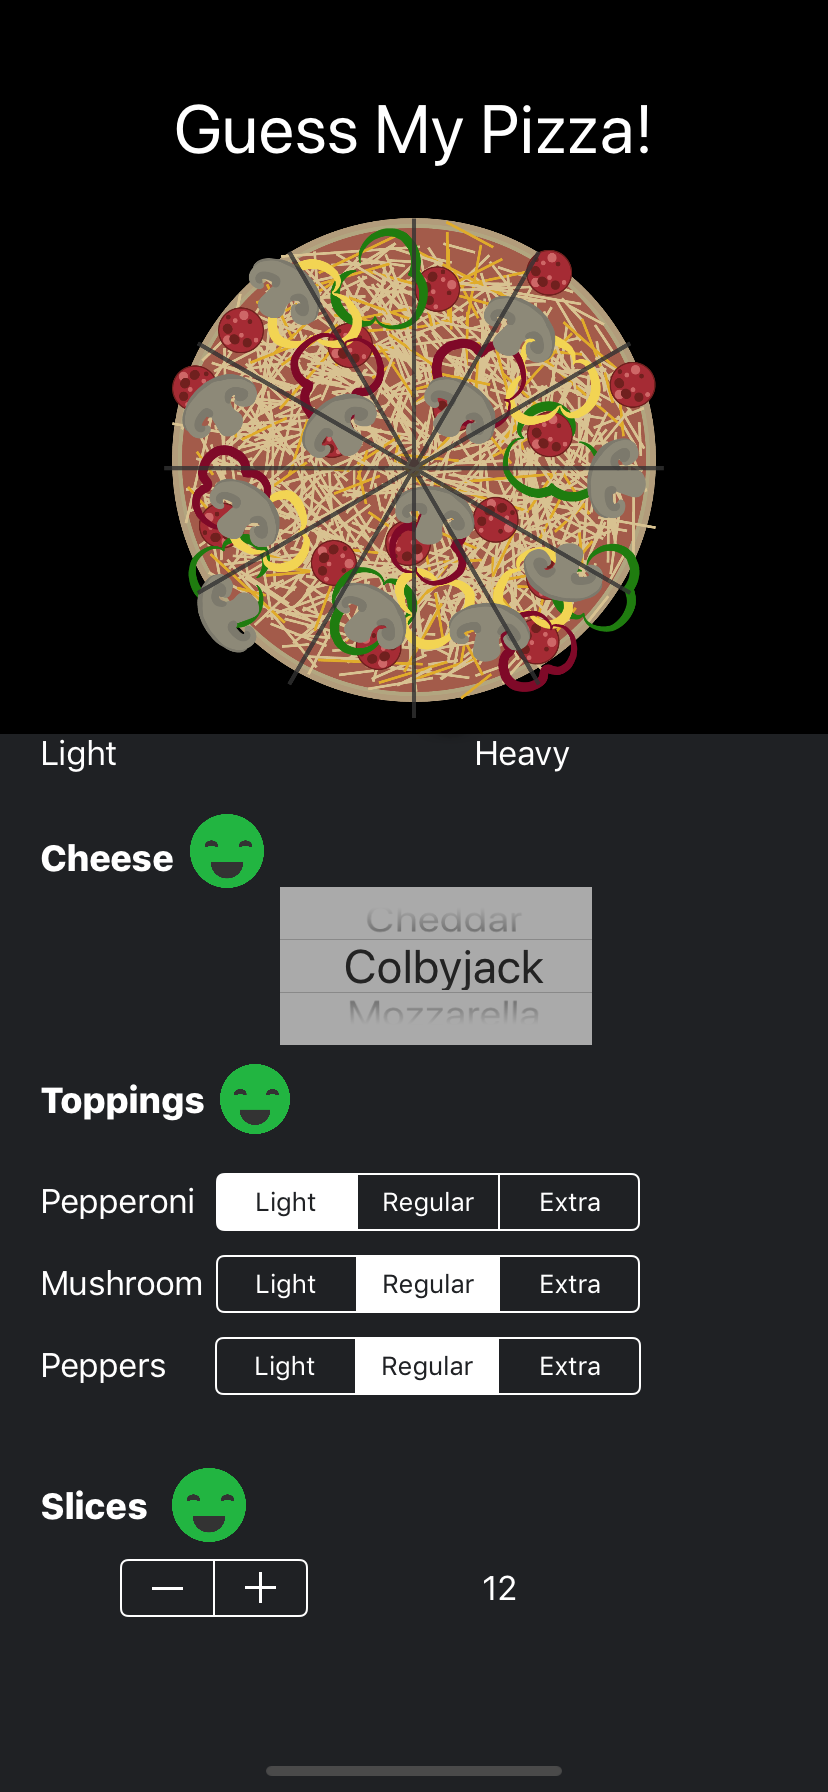 Guess My Pizza!
Light Heavy
Cheese
Cheddar
Colbyjack
Mozzarella
Toppings
Pepperoni Light Regular Extra
Mushroom Light Regular Extra
Peppers Light Regular Extra
Slices
12